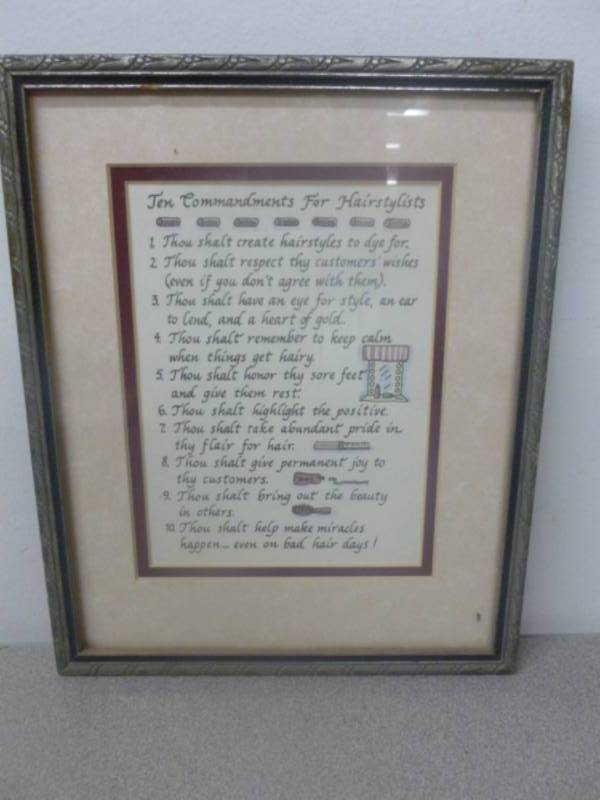 Ten Commandments For Hairstylists
1. Thou shalt create hairstyles to dye for.
2. Thou shalt respect thy customers' wishes
(even if you don't agree with them).
3. Thou shalt have an eye for style, an ear
to lend, and a heart of gold.
4. Thou shalt remember to keep calm
when things get hairy.
5. Thou shalt honor thy sore feet
and give them rest.
6. Thou shalt highlight the positive.
7. Thou shalt take abundant pride in
thy flair for hair.
8. Thou shalt give permanent joy to
thy customers.
9. Thou shalt bring out the beauty
in others.
10. Thou shalt help make miracles
happen... even on bad hair days!